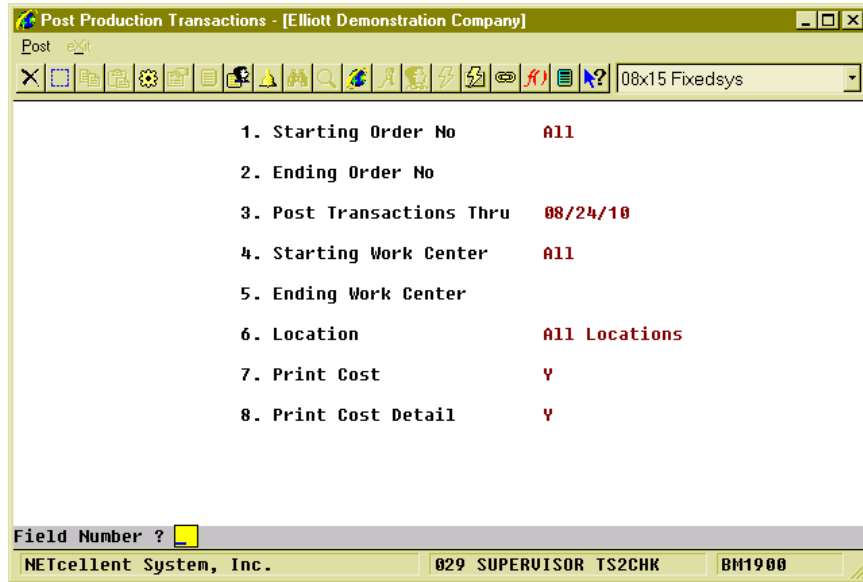 Post Production Transactions - [Elliott Demonstration Company]
Post eXit
08x15 Fixedsys
1. Starting Order No All
2. Ending Order No
3. Post Transactions Thru 08/24/10
4. Starting Work Center All
5. Ending Work Center
6. Location All Locations
7. Print Cost Y
8. Print Cost Detail Y
Field Number ?
NETcellent System, Inc. 029 SUPERVISOR TS2CHK BM1900